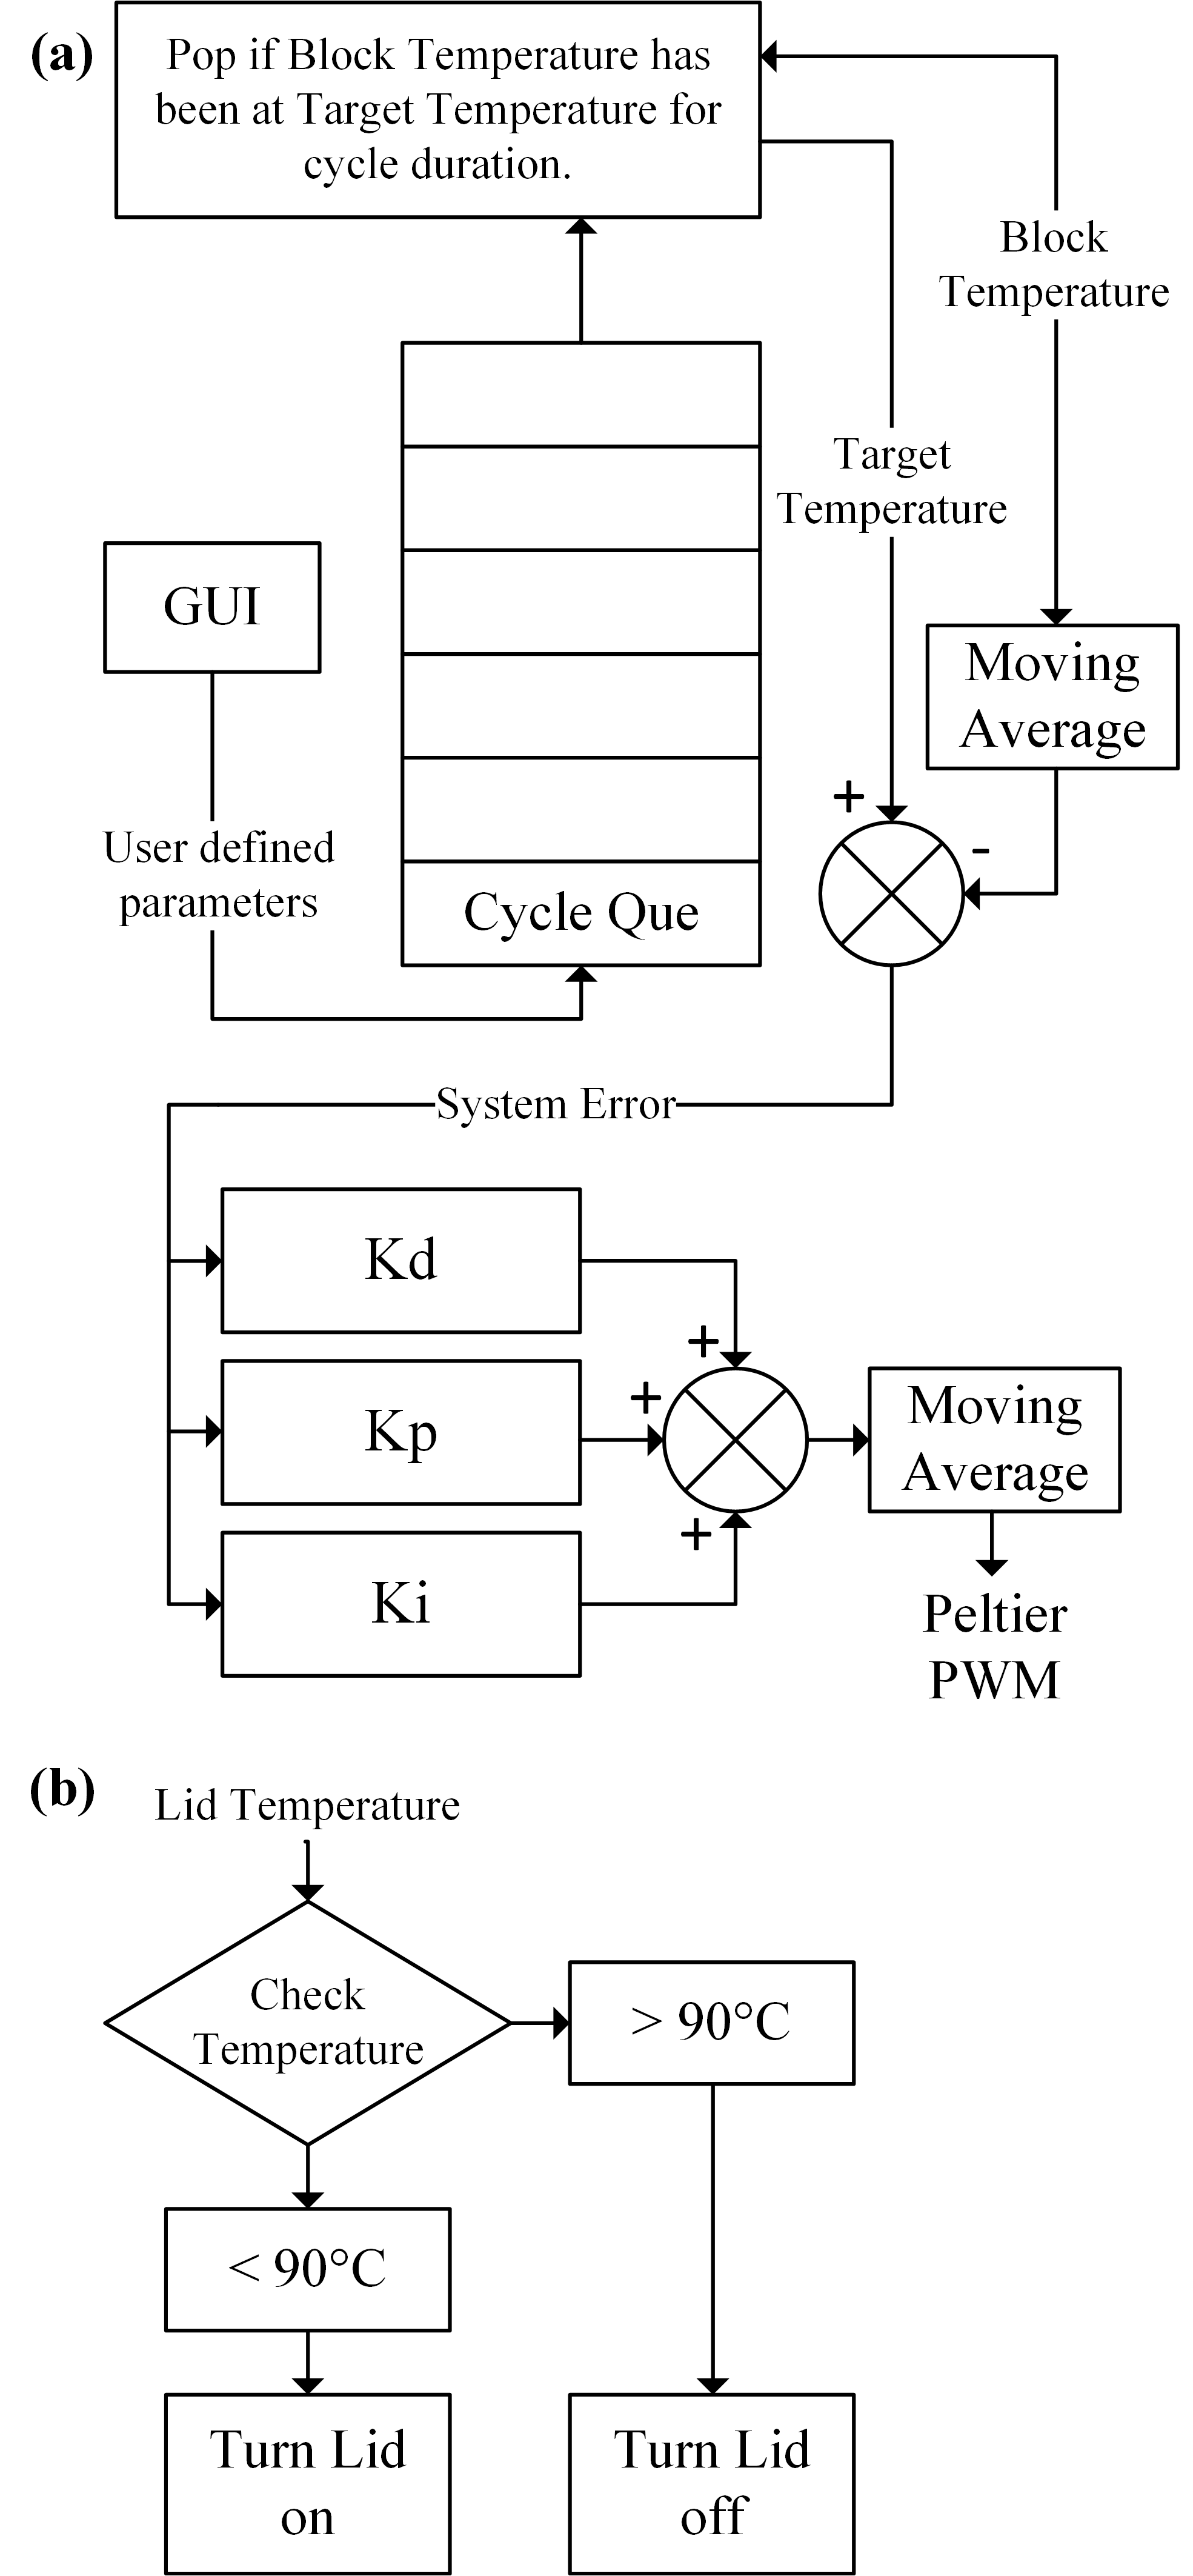 (a)
Pop if Block Temperature has
been at Target Temperature for
cycle duration.
Block
Temperature
Target
Temperature
GUI
Moving
Average
+
-
User defined
parameters
Cycle Que
System Error
Kd
+
+
Kp
Moving
Average
+
Ki
Peltier
PWM
(b)
Lid Temperature
Check
Temperature
> 90°C
< 90°C
Turn Lid
on
Turn Lid
off